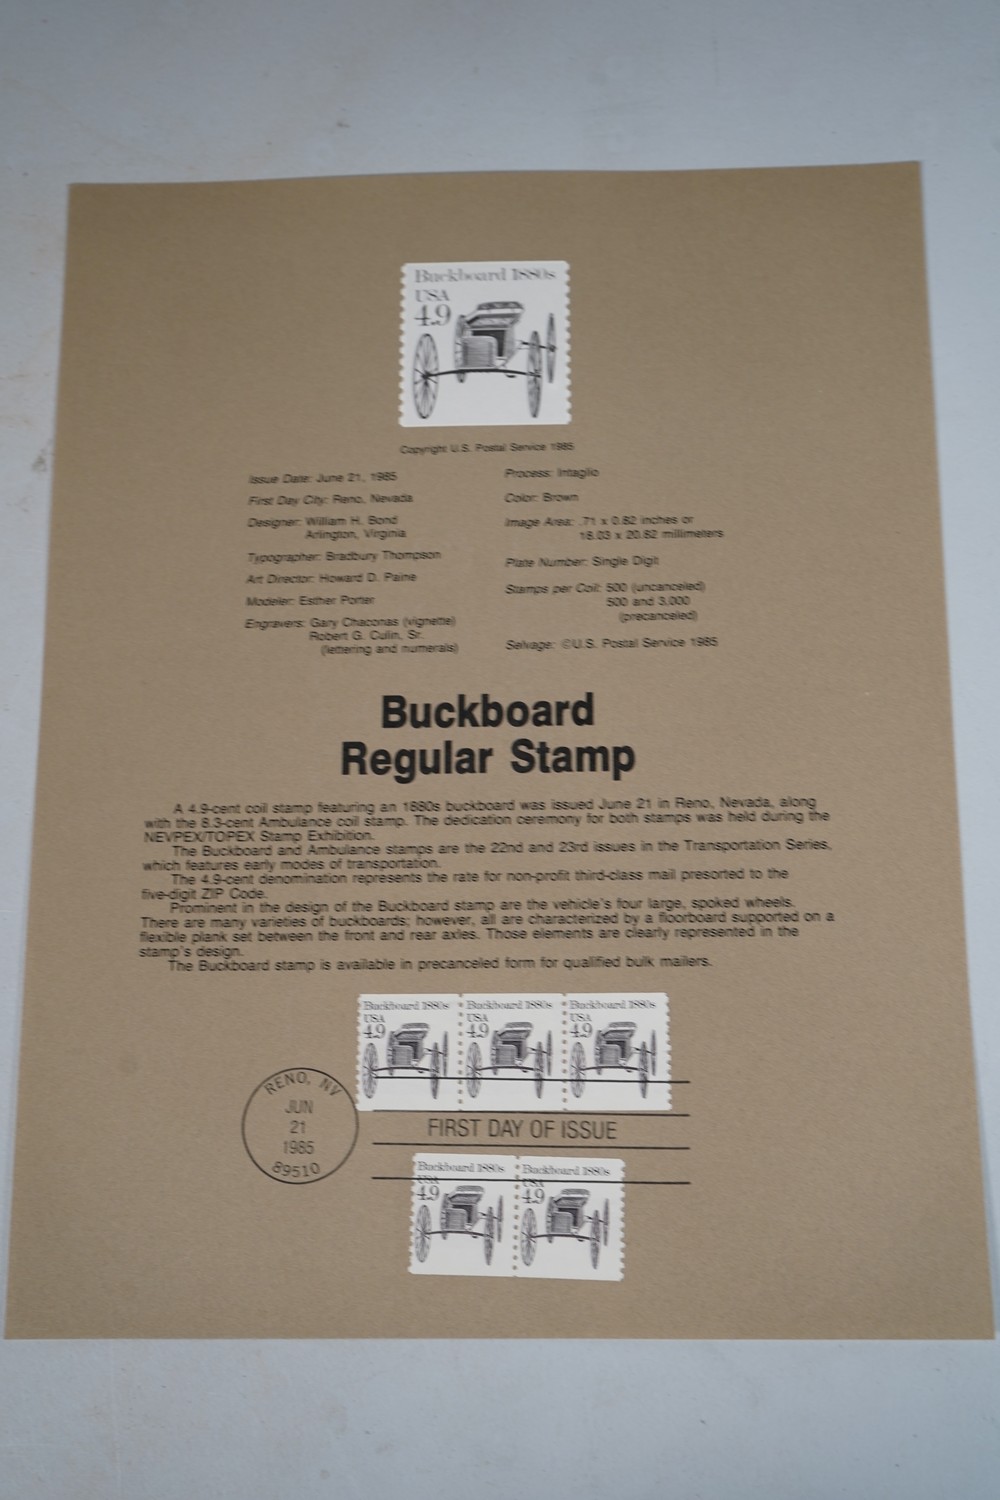 Buckboard 1880s
USA
4.9
Copyright U.S. Postal Service 1985
Issue Date: June 21, 1985
First Day City: Reno, Nevada
Designer: William H. Bond
Arlington, Virginia
Typographer: Bradbury Thompson
Art Director: Howard D. Paine
Modeler: Esther Porter
Engravers: Gary Chaconas (vignette)
Robert G. Culin, Sr.
(lettering and numerals)
Process: Intaglio
Color: Brown
Image Area: .71 x 0.82 inches or
18.03 x 20.82 millimeters
Plate Number: Single Digit
Stamps per Coil: 500 (uncanceled)
500 and 3,000
(precanceled)
Selvage: ©U.S. Postal Service 1985
Buckboard
Regular Stamp
A 4.9-cent coil stamp featuring an 1880s buckboard was issued June 21 in Reno, Nevada, along
with the 8.3-cent Ambulance coil stamp. The dedication ceremony for both stamps was held during the
NEVPEX/TOPEX Stamp Exhibition.
The Buckboard and Ambulance stamps are the 22nd and 23rd issues in the Transportation Series,
which features early modes of transportation.
The 4.9-cent denomination represents the rate for non-profit third-class mail presorted to the
five-digit ZIP Code.
Prominent in the design of the Buckboard stamp are the vehicle's four large, spoked wheels.
There are many varieties of buckboards; however, all are characterized by a floorboard supported on a
flexible plank set between the front and rear axles. Those elements are clearly represented in the
stamp's design.
The Buckboard stamp is available in precanceled form for qualified bulk mailers.
Buckboard 1880s Buckboard 1880s Buckboard 1880s
USA USA USA
4.9 4.9 4.9
RENO, NV
JUN
21
1985
89510
FIRST DAY OF ISSUE
Buckboard 1880s Buckboard 1880s
USA USA
4.9 4.9